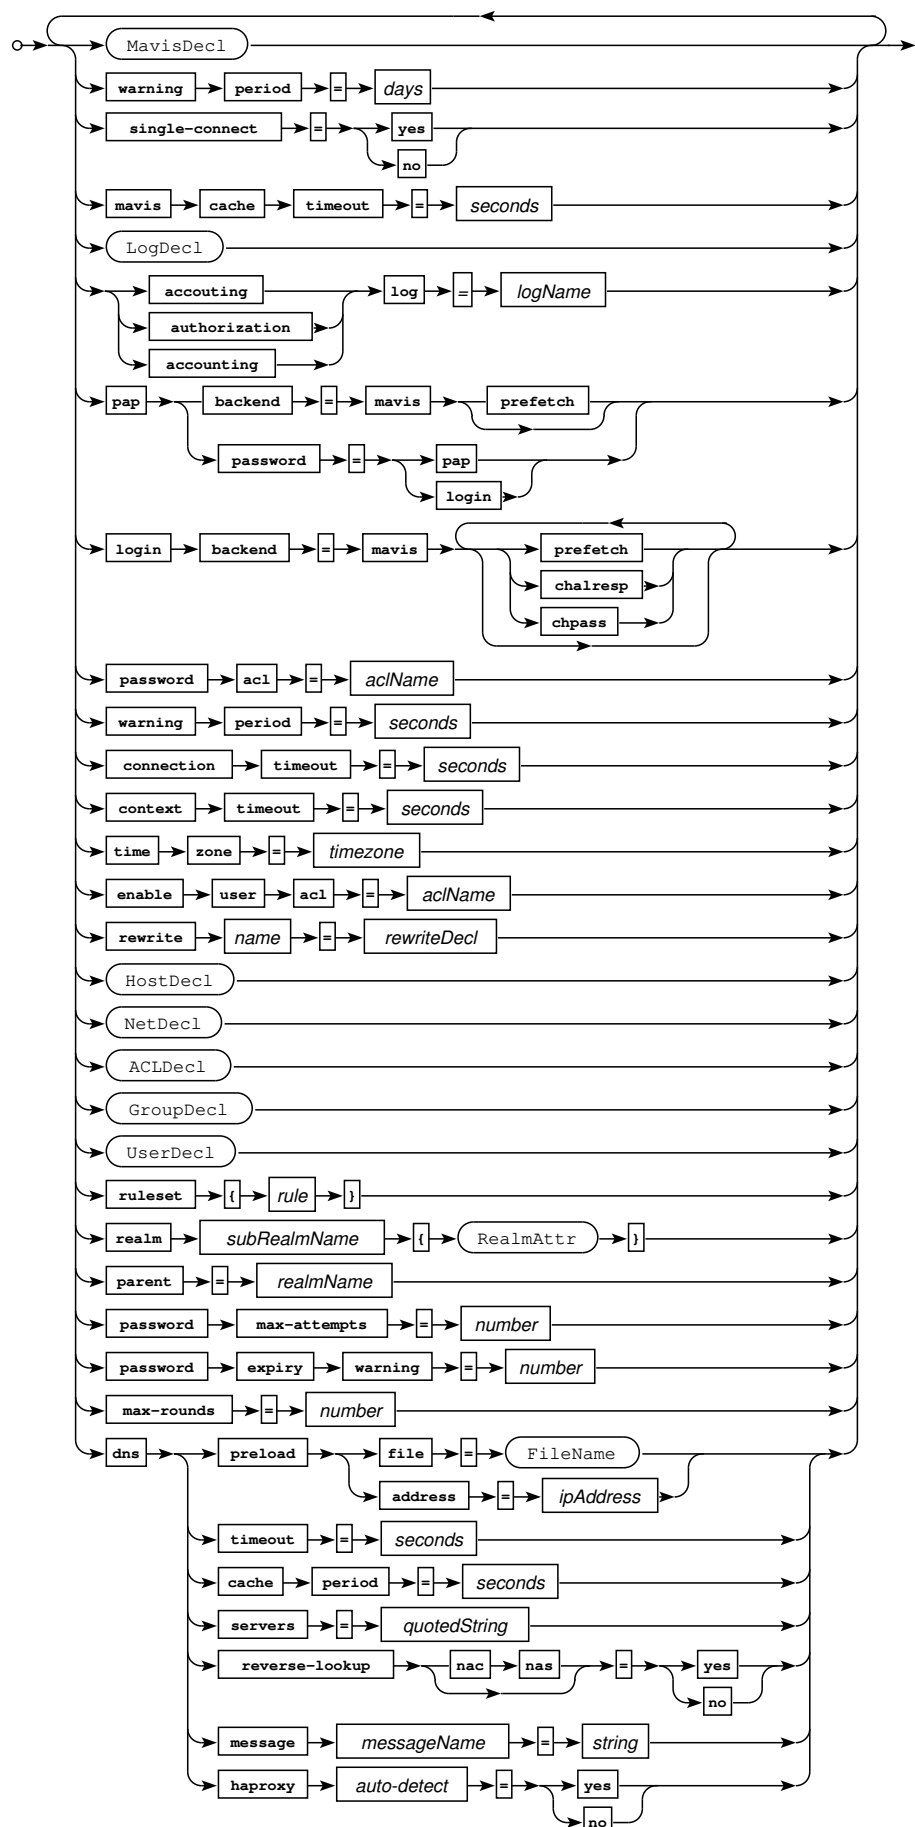 MavisDecl
warning period = days
single-connect = yes
no
mavis cache timeout = seconds
LogDecl
accouting log = logName
authorization
accounting
pap backend = mavis prefetch
password = pap
login
login backend = mavis prefetch
chalresp
chpass
password acl = aclName
warning period = seconds
connection timeout = seconds
context timeout = seconds
time zone = timezone
enable user acl = aclName
rewrite name = rewriteDecl
HostDecl
NetDecl
ACLDecl
GroupDecl
UserDecl
ruleset { rule }
realm subRealmName { RealmAttr }
parent = realmName
password max-attempts = number
password expiry warning = number
max-rounds = number
dns preload file = FileName
address = ipAddress
timeout = seconds
cache period = seconds
servers = quotedString
reverse-lookup nac nas = yes
no
message messageName = string
haproxy auto-detect = yes
no